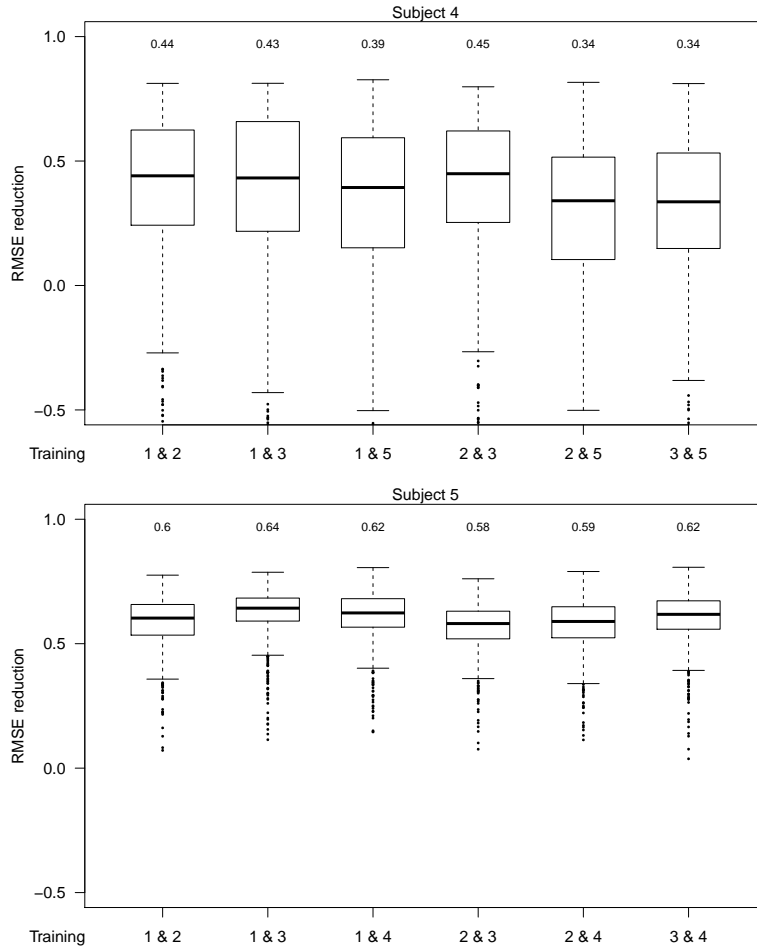 Subject 4
1.0
0.44 0.43 0.39 0.45 0.34 0.34
0.5
RMSE reduction
0.0
−0.5
Training 1 & 2 1 & 3 1 & 5 2 & 3 2 & 5 3 & 5
Subject 5
1.0
0.6 0.64 0.62 0.58 0.59 0.62
0.5
RMSE reduction
0.0
−0.5
Training 1 & 2 1 & 3 1 & 4 2 & 3 2 & 4 3 & 4